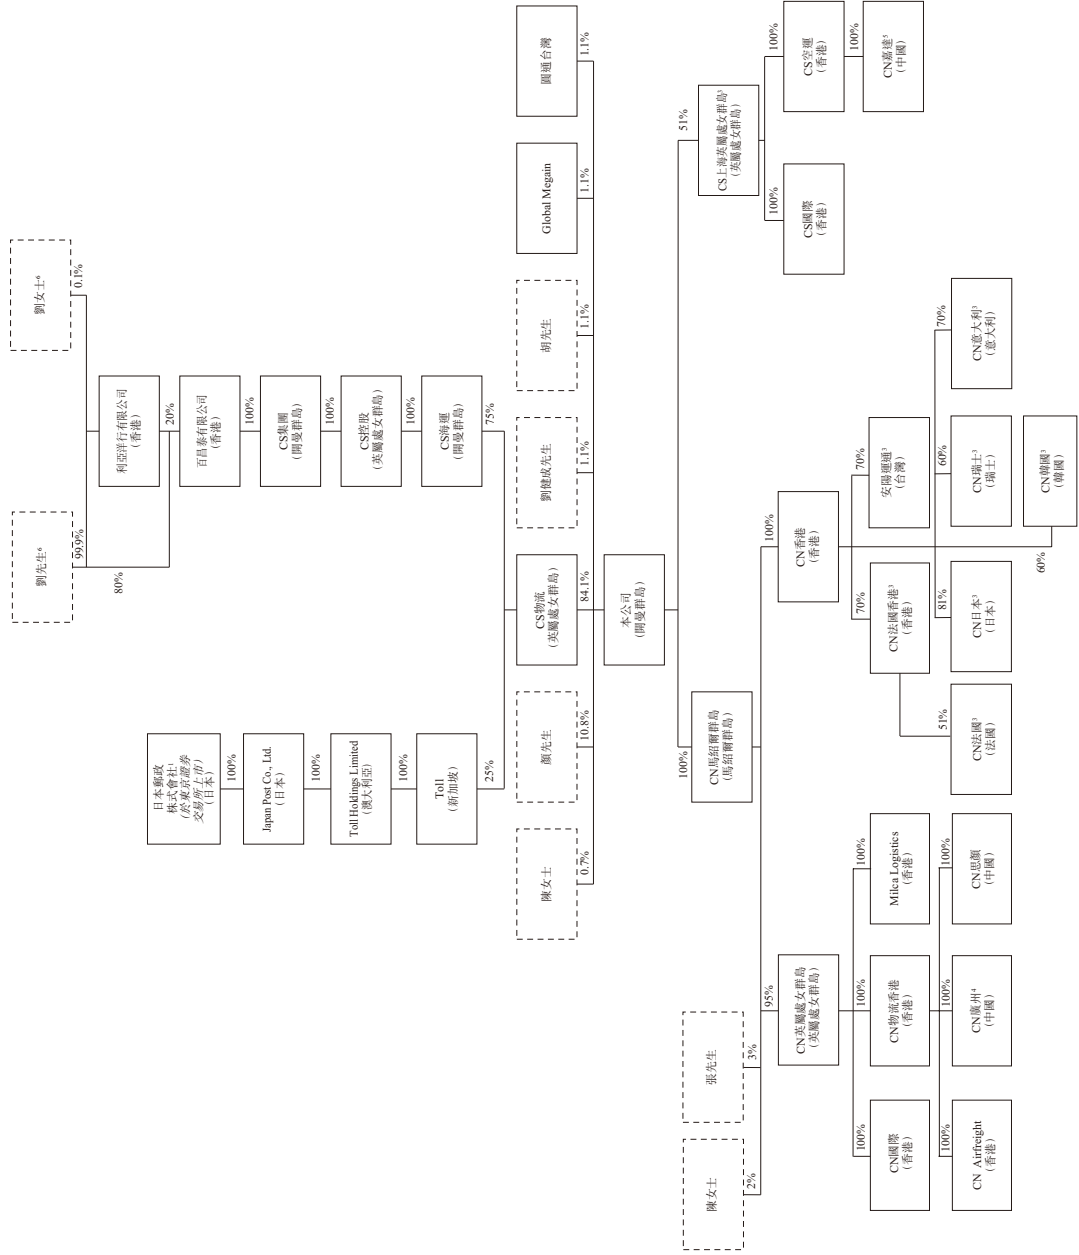 劉先生⁶
劉女士⁶
99.9%
0.1%
利亞洋行有限公司
(香港)
80%
20%
百昌泰有限公司
(香港)
100%
CS集團
(開曼群島)
100%
CS控股
(英屬處女群島)
100%
CS海運
(開曼群島)
75%
日本郵政
株式會社¹
(於東京證券
交易所上市)
(日本)
100%
Japan Post Co., Ltd.
(日本)
100%
Toll Holdings Limited
(澳大利亞)
100%
Toll
(新加坡)
25%
陳女士
顏先生
CS物流
(英屬處女群島)
劉健成先生
胡先生
Global Megain
圓通台灣
0.7%
10.8%
84.1%
1.1%
1.1%
1.1%
1.1%
本公司
(開曼群島)
100%
51%
CN馬紹爾群島
(馬紹爾群島)
CS上海英屬處女群島³
(英屬處女群島)
陳女士
張先生
2%
3%
95%
100%
100%
100%
CN英屬處女群島
(英屬處女群島)
CN香港
(香港)
CS國際
(香港)
CS空運
(香港)
100%
100%
100%
70%
70%
100%
CN國際
(香港)
CN物流香港
(香港)
Milca Logistics
(香港)
CN法國香港³
(香港)
安陽運通³
(台灣)
CN嘉達⁵
(中國)
100%
100%
100%
51%
81%
60%
70%
CN Airfreight
(香港)
CN廣州⁴
(中國)
CN思顏
(中國)
CN法國³
(法國)
CN日本³
(日本)
CN瑞士³
(瑞士)
CN意大利³
(意大利)
60%
CN韓國³
(韓國)